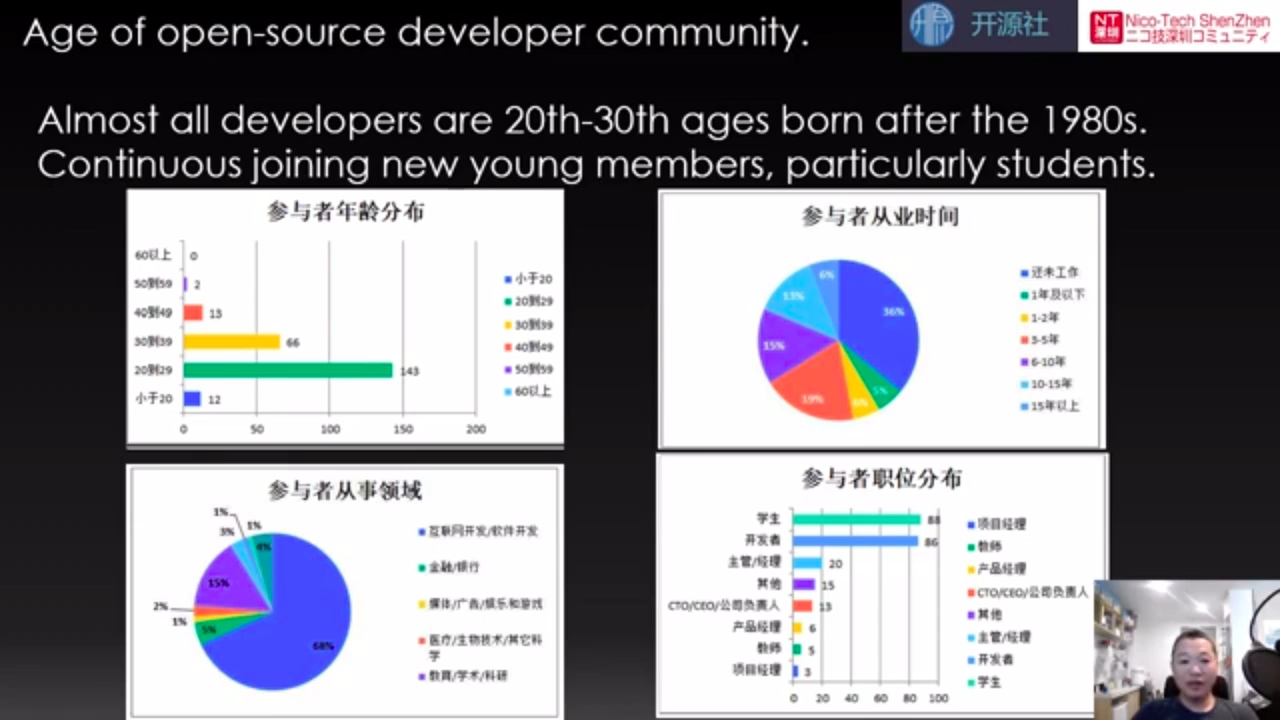 Age of open-source developer community.
开源社
NT
深圳
Nico-Tech ShenZhen
ニコ技深圳コミュニティ
Almost all developers are 20th-30th ages born after the 1980s.
Continuous joining new young members, particularly students.
参与者年龄分布
60以上 0
50到59 2
40到49 13
30到39 66
20到29 143
小于20 12
0 50 100 150 200
小于20
20到29
30到39
40到49
50到59
60以上
参与者从业时间
6%
13%
36%
15%
19%
6%
5%
还未工作
1年及以下
1-2年
3-5年
6-10年
10-15年
15年以上
参与者从事领域
1%
1%
3%
4%
15%
2%
1%
5%
68%
互联网开发/软件开发
金融/银行
媒体/广告/娱乐和游戏
医疗/生物技术/其它科
学
教育/学术/科研
参与者职位分布
学生 88
开发者 86
主管/经理 20
其他 15
CTO/CEO/公司负责人 13
产品经理 6
教师 5
项目经理 3
0 20 40 60 80 100
项目经理
教师
产品经理
CTO/CEO/公司负责人
其他
主管/经理
开发者
学生